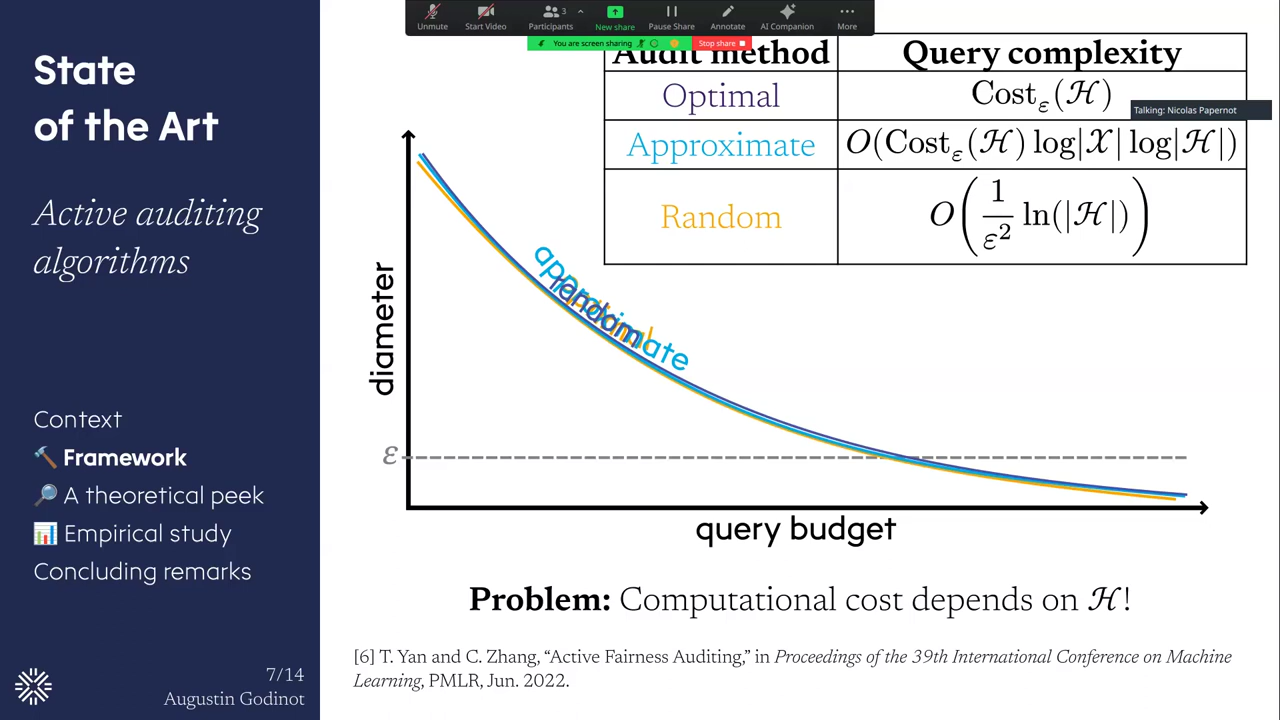 Unmute
Start Video
Participants
3
New share
Pause Share
Annotate
AI Companion
More
You are screen sharing
Stop share
State
of the Art
Active auditing
algorithms
Context
🔨 Framework
🔎 A theoretical peek
📊 Empirical study
Concluding remarks
7/14
Augustin Godinot
Audit method
Query complexity
Optimal
Cost_ε(ℋ)
Talking: Nicolas Papernot
Approximate
O(Cost_ε(ℋ) log|𝒳| log|ℋ|)
Random
O(1/ε² ln(|ℋ|))
diameter
approximate
random
optimal
ε
query budget
Problem: Computational cost depends on ℋ!
[6] T. Yan and C. Zhang, “Active Fairness Auditing,” in Proceedings of the 39th International Conference on Machine
Learning, PMLR, Jun. 2022.